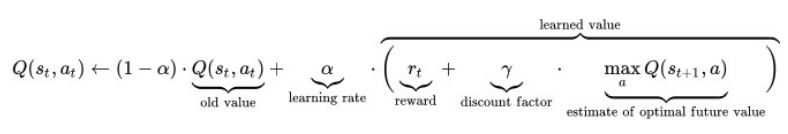 learned value
Q(s_t, a_t) ← (1 − α) · Q(s_t, a_t) + α · ( r_t + γ · max_a Q(s_{t+1}, a) )
old value learning rate reward discount factor estimate of optimal future value